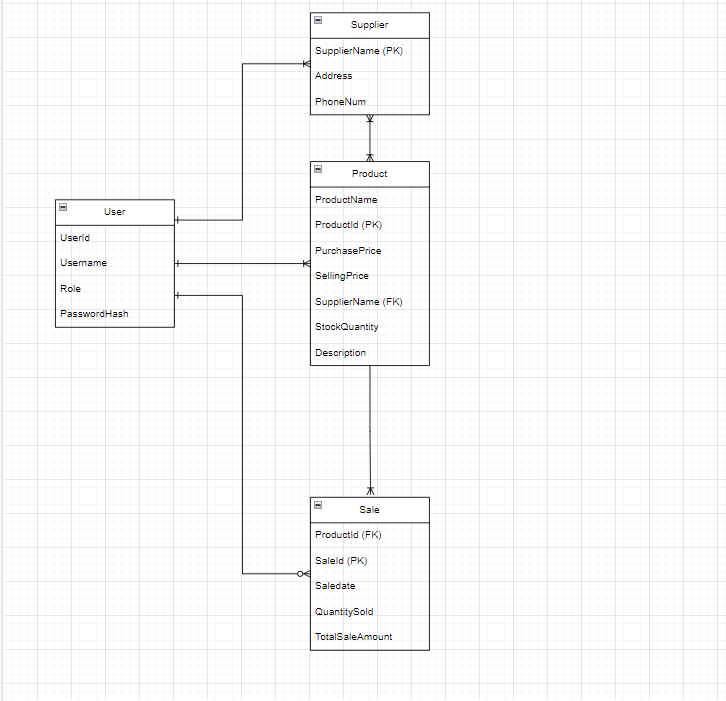 Supplier
SupplierName (PK)
Address
PhoneNum
Product
ProductName
ProductId (PK)
PurchasePrice
SellingPrice
SupplierName (FK)
StockQuantity
Description
User
UserId
Username
Role
PasswordHash
Sale
ProductId (FK)
SaleId (PK)
Saledate
QuantitySold
TotalSaleAmount